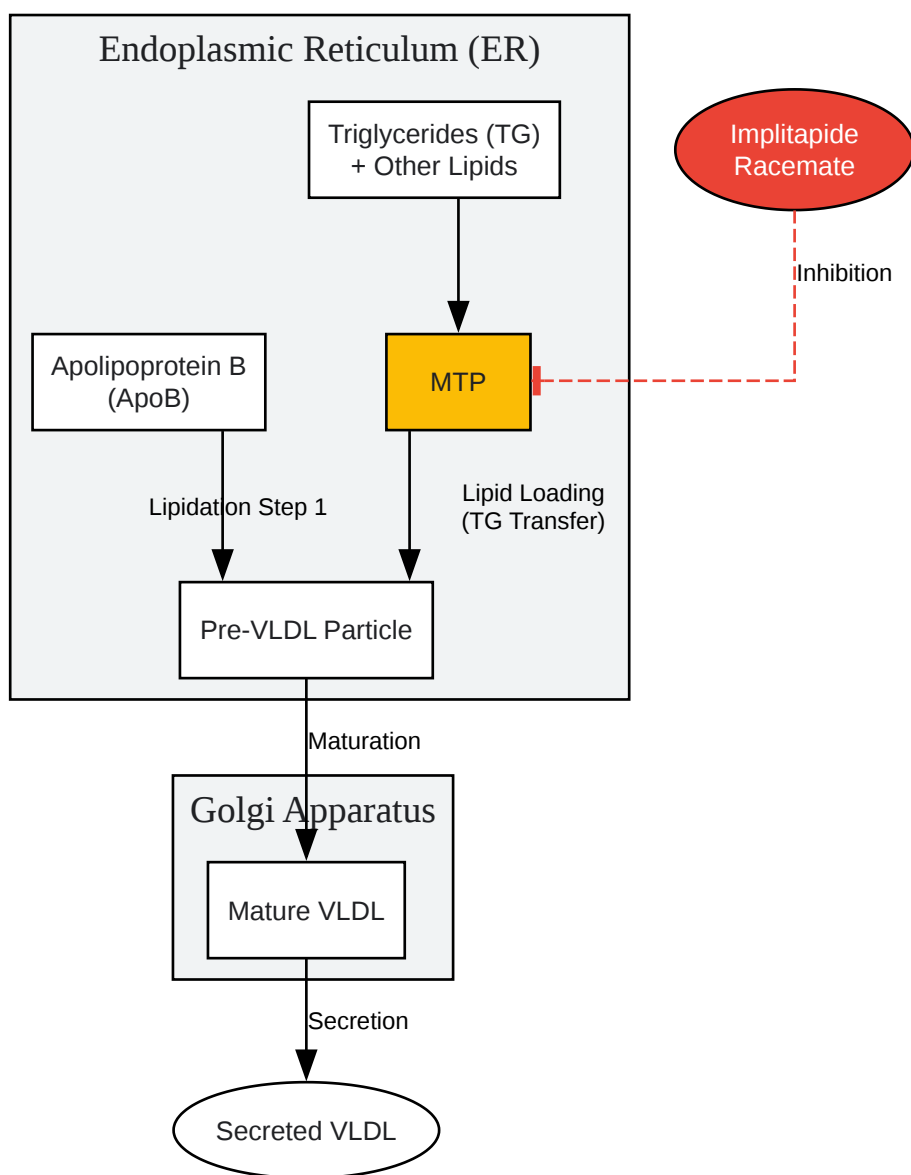 Endoplasmic Reticulum (ER)
Triglycerides (TG)
+ Other Lipids
Implitapide
Racemate
Inhibition
Apolipoprotein B
(ApoB)
MTP
Lipidation Step 1
Lipid Loading
(TG Transfer)
Pre-VLDL Particle
Maturation
Golgi Apparatus
Mature VLDL
Secretion
Secreted VLDL